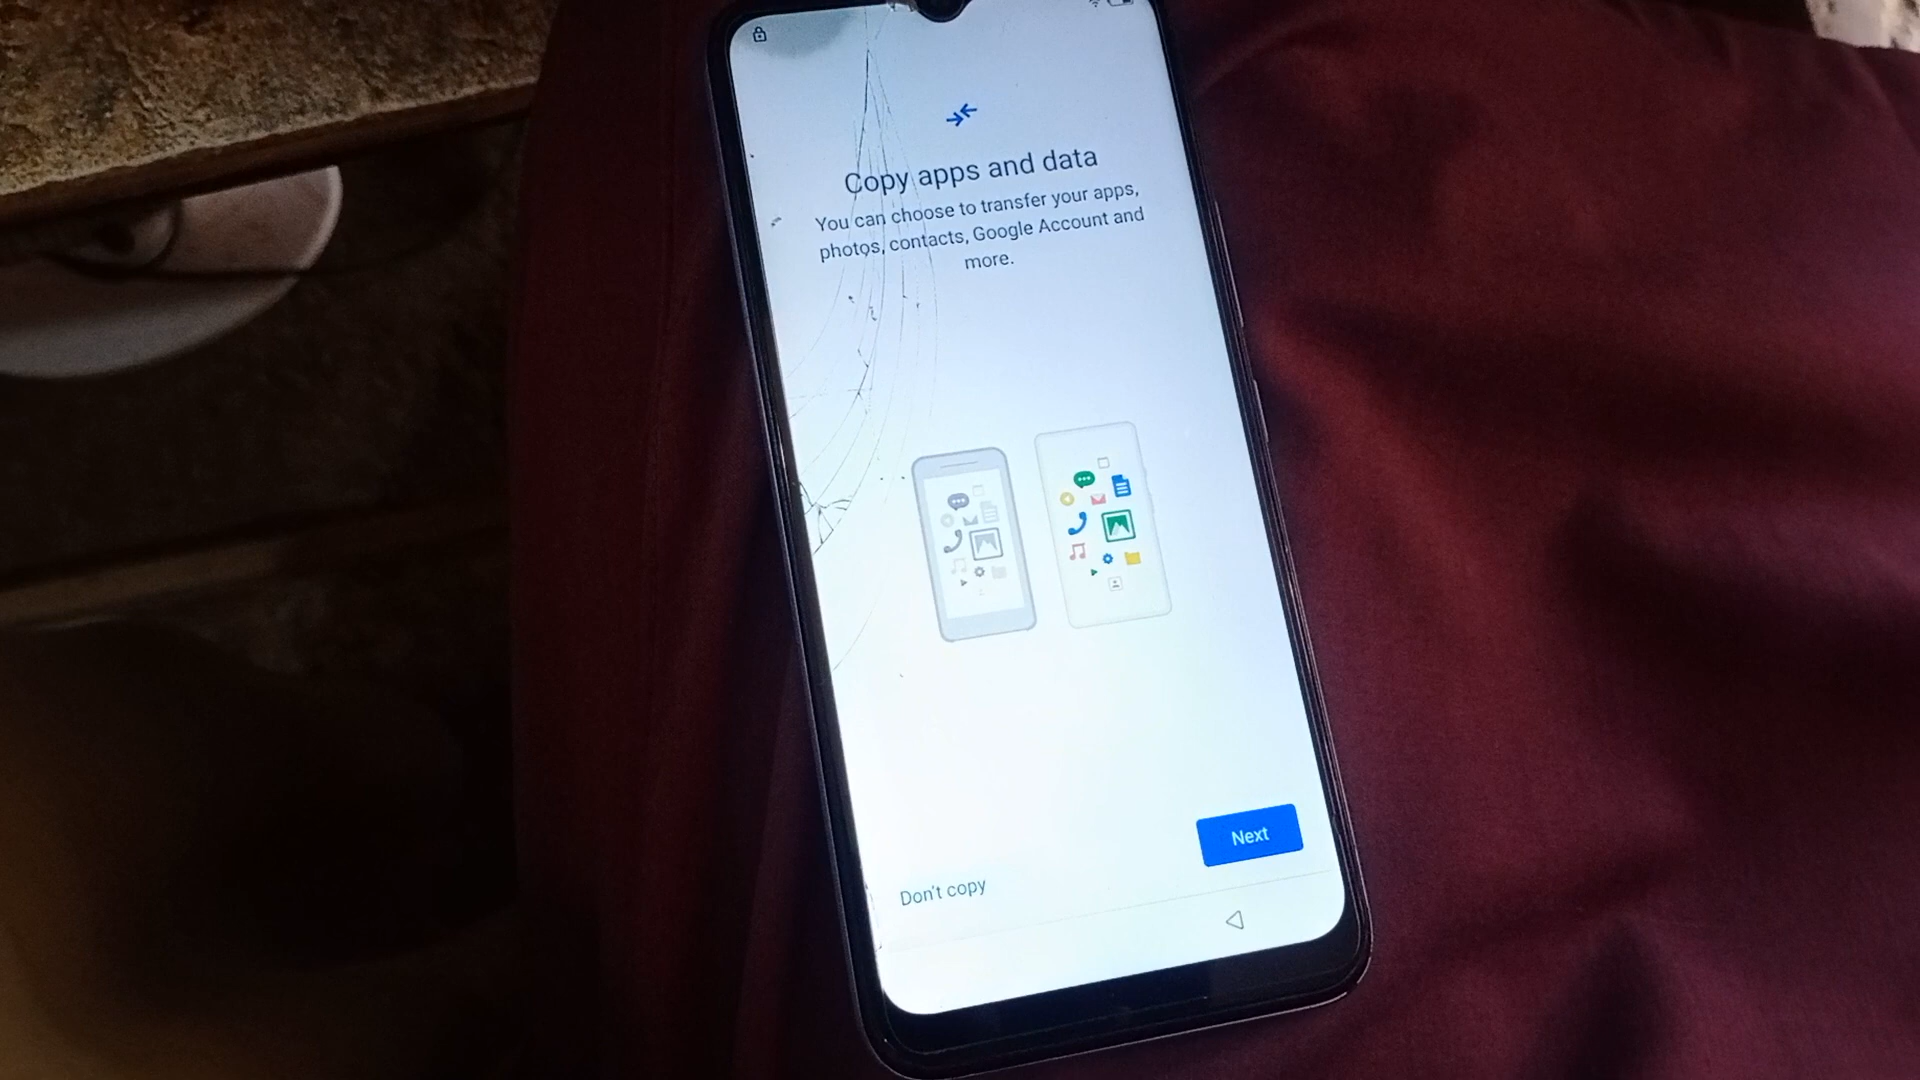 Copy apps and data
You can choose to transfer your apps,
photos, contacts, Google Account and
more.
Next
Don't copy